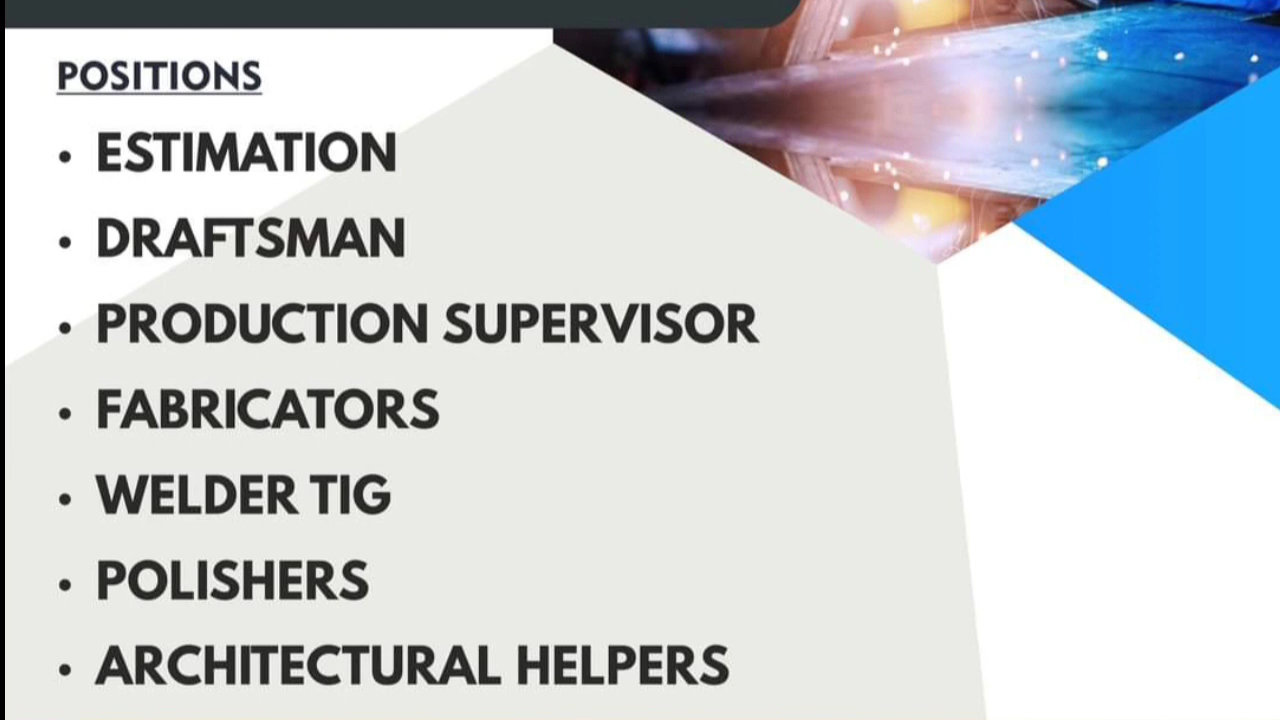 POSITIONS
• ESTIMATION
• DRAFTSMAN
• PRODUCTION SUPERVISOR
• FABRICATORS
• WELDER TIG
• POLISHERS
• ARCHITECTURAL HELPERS